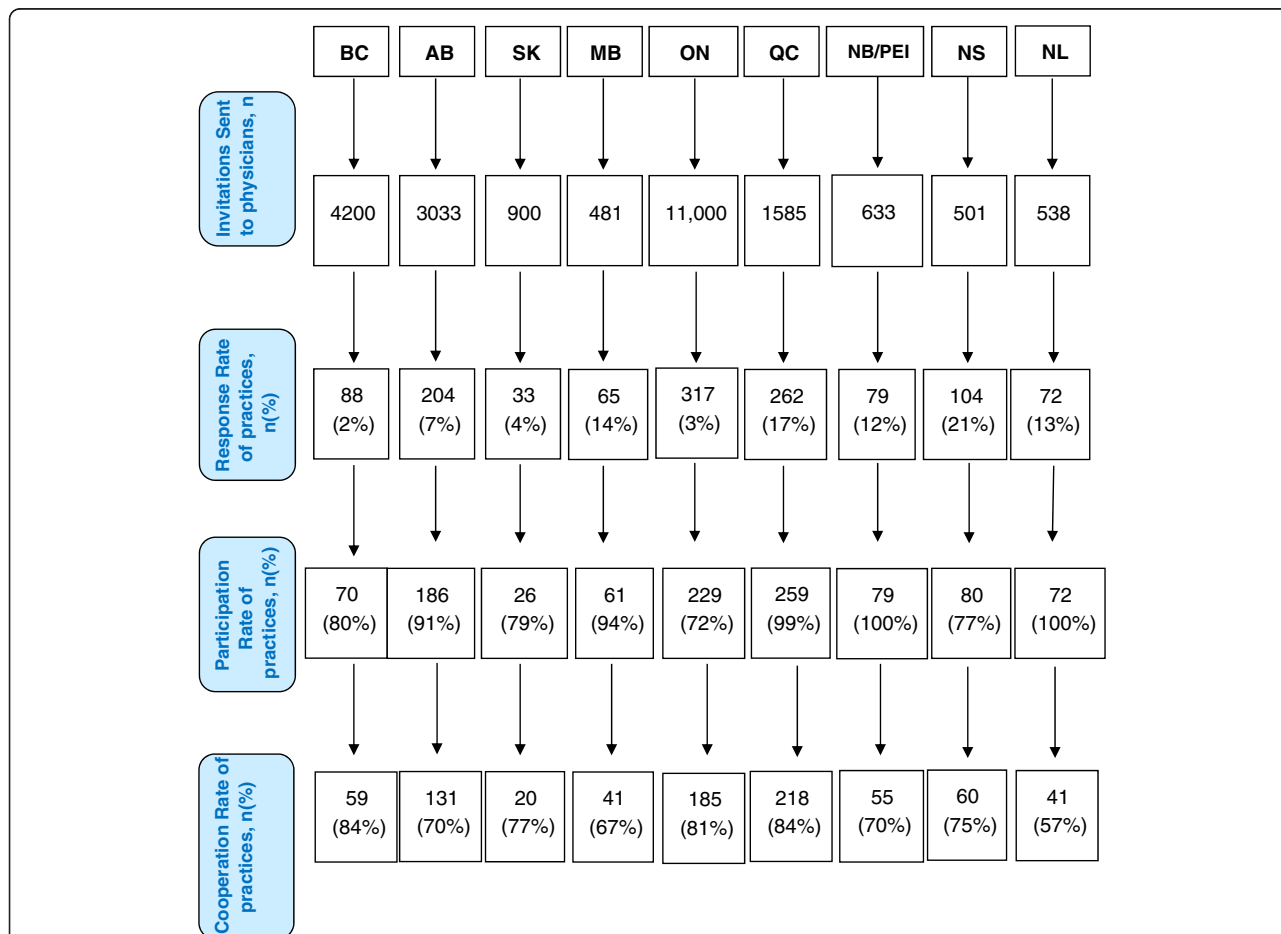 BC AB SK MB ON QC NB/PEI NS NL
Invitations Sent
to physicians, n
4200 3033 900 481 11,000 1585 633 501 538
Response Rate
of practices,
n(%)
88 204 33 65 317 262 79 104 72
(2%) (7%) (4%) (14%) (3%) (17%) (12%) (21%) (13%)
Participation
Rate of
practices, n(%)
70 186 26 61 229 259 79 80 72
(80%) (91%) (79%) (94%) (72%) (99%) (100%) (77%) (100%)
Cooperation Rate of
practices, n(%)
59 131 20 41 185 218 55 60 41
(84%) (70%) (77%) (67%) (81%) (84%) (70%) (75%) (57%)